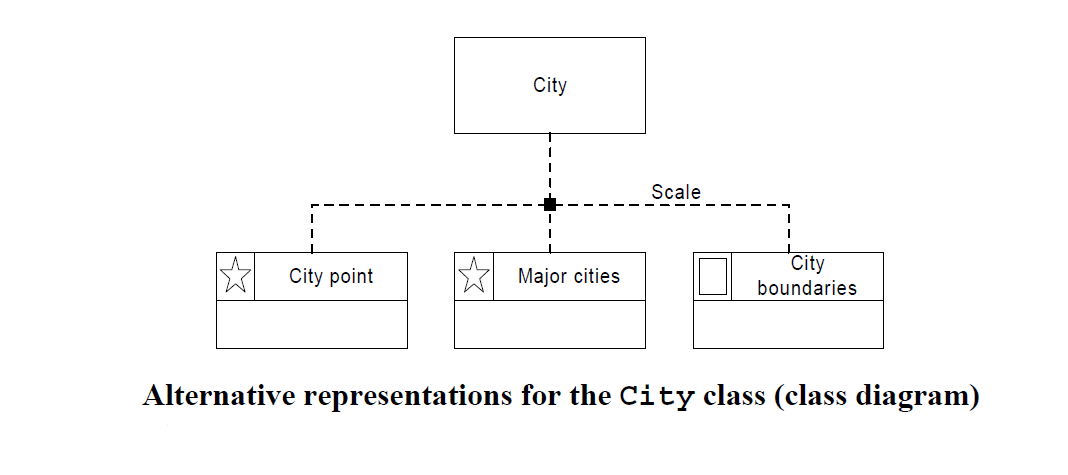 City
Scale
City point
Major cities
City
boundaries
Alternative representations for the City class (class diagram)